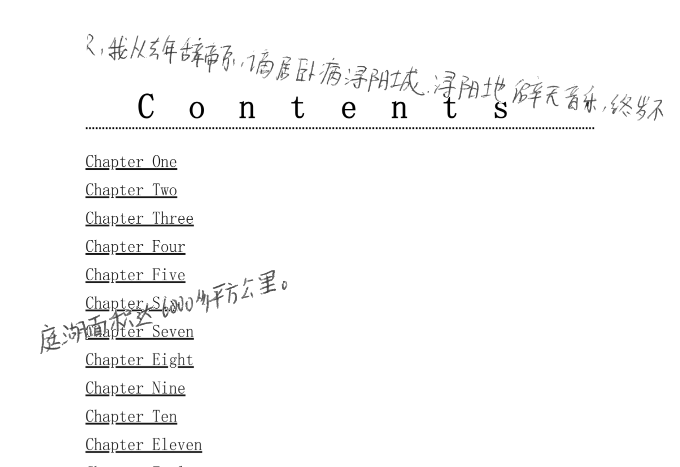 2,我从去年辞帝京,谪居卧病浔阳城.浔阳地僻无音乐,终岁不
Contents
Chapter One
Chapter Two
Chapter Three
Chapter Four
Chapter Five
Chapter Six
庭湖面积达6000多平方公里。
Chapter Seven
Chapter Eight
Chapter Nine
Chapter Ten
Chapter Eleven